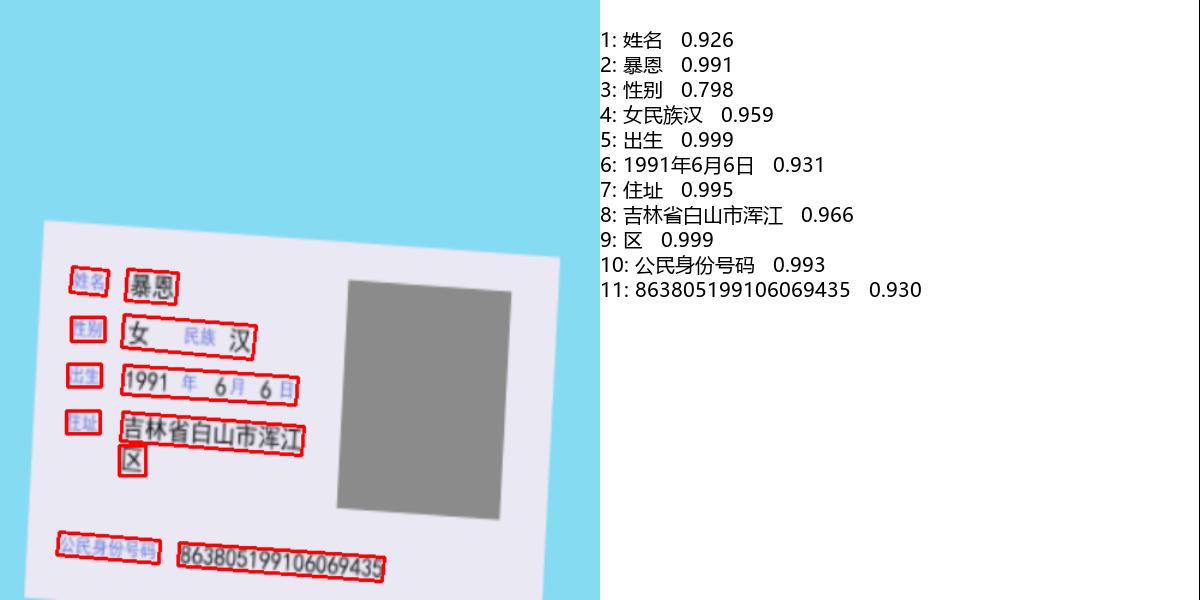 姓名 暴恩
性别 女 民族 汉
出生 1991 年 6 月 6 日
住址 吉林省白山市浑江
区
公民身份号码 863805199106069435
1: 姓名 0.926
2: 暴恩 0.991
3: 性别 0.798
4: 女民族汉 0.959
5: 出生 0.999
6: 1991年6月6日 0.931
7: 住址 0.995
8: 吉林省白山市浑江 0.966
9: 区 0.999
10: 公民身份号码 0.993
11: 863805199106069435 0.930